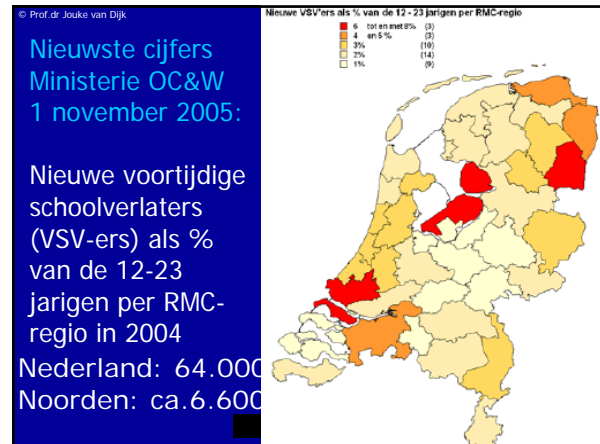 © Prof.dr Jouke van Dijk
Nieuwste cijfers
Ministerie OC&W
1 november 2005:
Nieuwe voortijdige
schoolverlaters
(VSV-ers) als %
van de 12-23
jarigen per RMC-
regio in 2004
Nederland: 64.000
Noorden: ca.6.600
Nieuwe VSV'ers als % van de 12 - 23 jarigen per RMC-regio
6 tot en met 8% (3)
4 en 5 % (3)
3% (10)
2% (14)
1% (9)